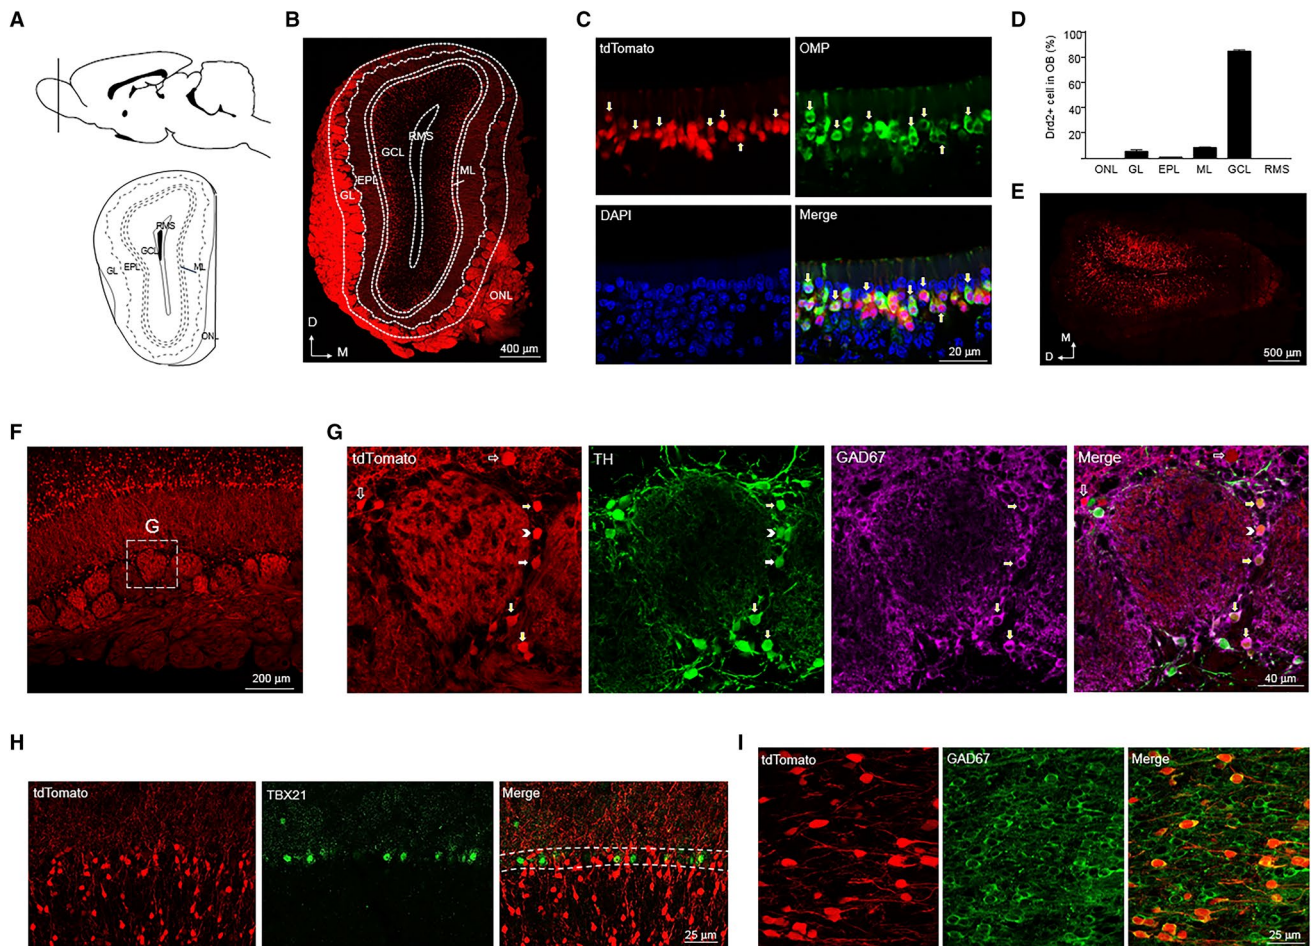 A
RMS
GCL
GL
EPL
ML
ONL
B
RMS
GCL
EPL
ML
GL
ONL
D
M
400 μm
C
tdTomato
OMP
DAPI
Merge
20 μm
D
Drd2+ cell in OB (%)
100
80
60
40
20
ONL GL EPL ML GCL RMS
E
M
D
500 μm
F
G
200 μm
G
tdTomato
TH
GAD67
Merge
40 μm
H
tdTomato
TBX21
Merge
25 μm
I
tdTomato
GAD67
Merge
25 μm